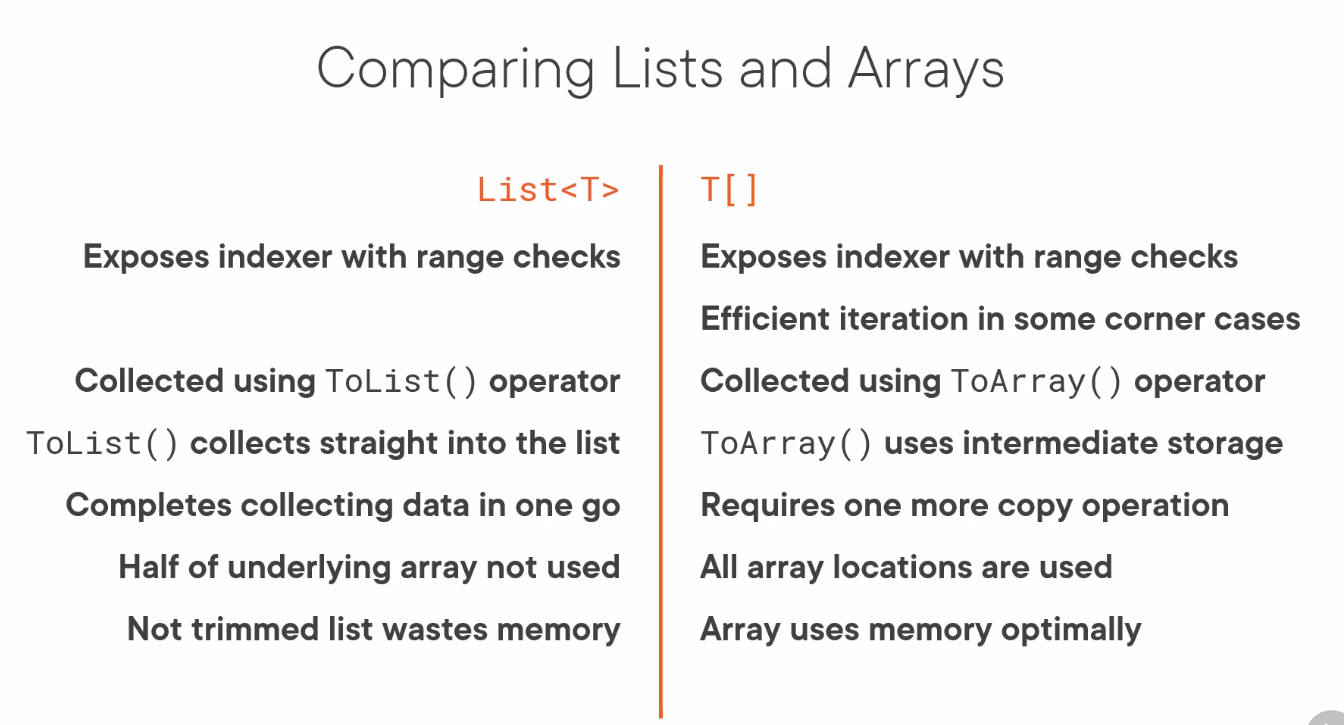 Comparing Lists and Arrays
List<T>
T[]
Exposes indexer with range checks
Exposes indexer with range checks
Efficient iteration in some corner cases
Collected using ToList() operator
Collected using ToArray() operator
ToList() collects straight into the list
ToArray() uses intermediate storage
Completes collecting data in one go
Requires one more copy operation
Half of underlying array not used
All array locations are used
Not trimmed list wastes memory
Array uses memory optimally